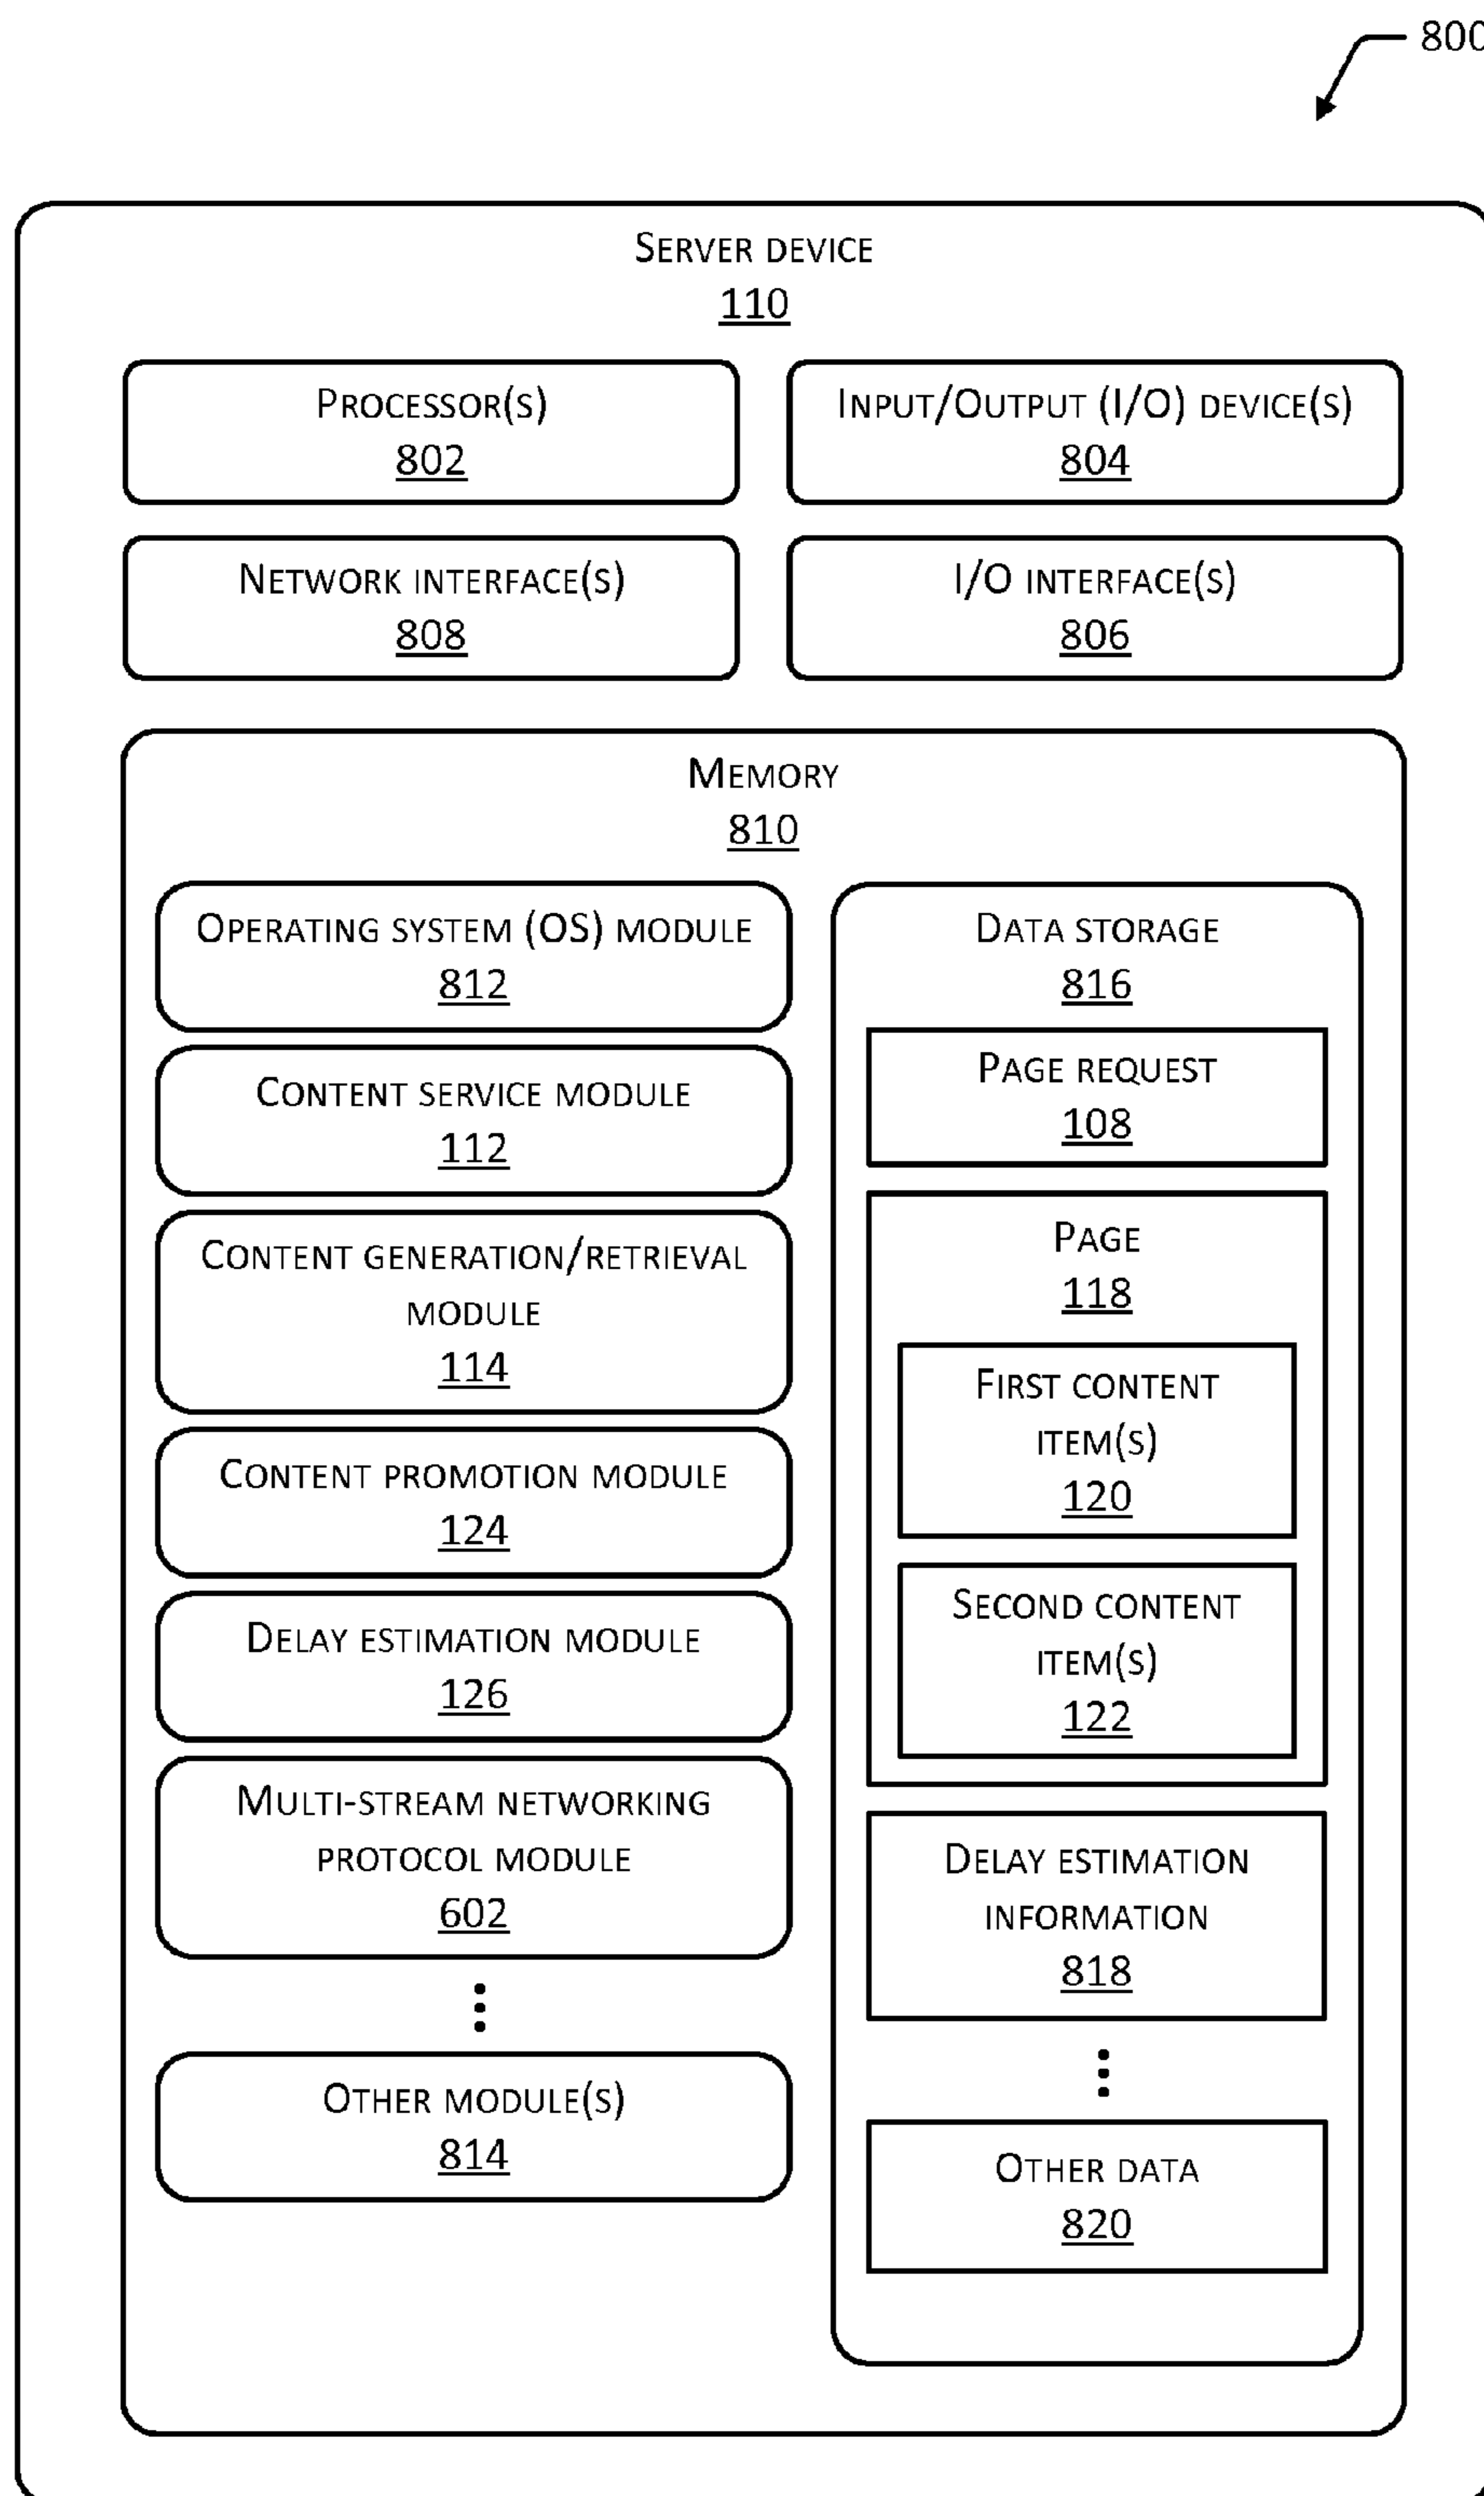 800
SERVER DEVICE
110
PROCESSOR(S)
802
INPUT/OUTPUT (I/O) DEVICE(S)
804
NETWORK INTERFACE(S)
808
I/O INTERFACE(S)
806
MEMORY
810
OPERATING SYSTEM (OS) MODULE
812
CONTENT SERVICE MODULE
112
CONTENT GENERATION/RETRIEVAL
MODULE
114
CONTENT PROMOTION MODULE
124
DELAY ESTIMATION MODULE
126
MULTI-STREAM NETWORKING
PROTOCOL MODULE
602
OTHER MODULE(S)
814
DATA STORAGE
816
PAGE REQUEST
108
PAGE
118
FIRST CONTENT
ITEM(S)
120
SECOND CONTENT
ITEM(S)
122
DELAY ESTIMATION
INFORMATION
818
OTHER DATA
820